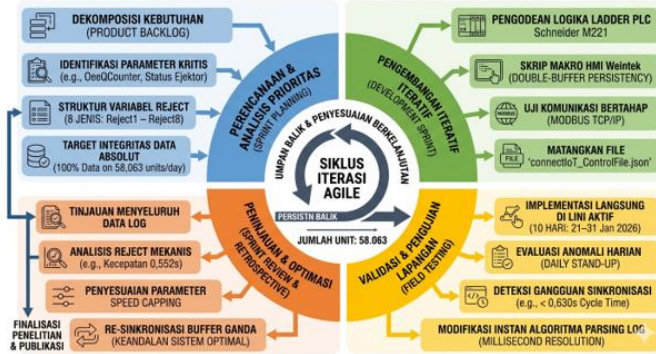 DEKOMPOSISI KEBUTUHAN
(PRODUCT BACKLOG)
IDENTIFIKASI PARAMETER KRITIS
(e.g., OeeQCounter, Status Ejektor)
STRUKTUR VARIABEL REJECT
(8 JENIS: Reject1 – Reject8)
TARGET INTEGRITAS DATA
ABSOLUT
(100% Data on 58,063 units/day)
PERENCANAAN &
ANALISIS PRIORITAS
(SPRINT PLANNING)
PENGEMBANGAN ITERATIF
ITERATIF
(DEVELOPMENT SPRINT)
PENGODEAN LOGIKA LADDER PLC
Schneider M221
SKRIP MAKRO HMI Weintek
(DOUBLE-BUFFER PERSISTENCY)
MODBUS
UJI KOMUNIKASI BERTAHAP
(MODBUS TCP/IP)
FILE
MATANGKAN FILE
'connectIoT_ControlFile.json'
UMPAN BALIK & PENYESUAIAN BERKELANJUTAN
SIKLUS
ITERASI
AGILE
PERSISTN BALIK
JUMLAH UNIT: 58.063
TINJAUAN MENYELURUH
DATA LOG
ANALISIS REJECT MEKANIS
(e.g., Kecepatan 0,552s)
PENYESUAIAN PARAMETER
SPEED CAPPING
RE-SINKRONISASI BUFFER GANDA
(KEANDALAN SISTEM OPTIMAL)
FINALISASI
PENELITIAN
& PUBLIKASI
PENINJAUAN & OPTIMASI
(SPRINT REVIEW &
RETROSPECTIVE)
VALIDASI & PENGUJIAN
LAPANGAN
(FIELD TESTING)
IMPLEMENTASI LANGSUNG
DI LINI AKTIF
(10 HARI: 21–31 Jan 2026)
EVALUASI ANOMALI HARIAN
(DAILY STAND-UP)
DETEKSI GANGGUAN SINKRONISASI
(e.g., < 0,630s Cycle Time)
MODIFIKASI INSTAN ALGORITMA PARSING LOG
(MILLISECOND RESOLUTION)